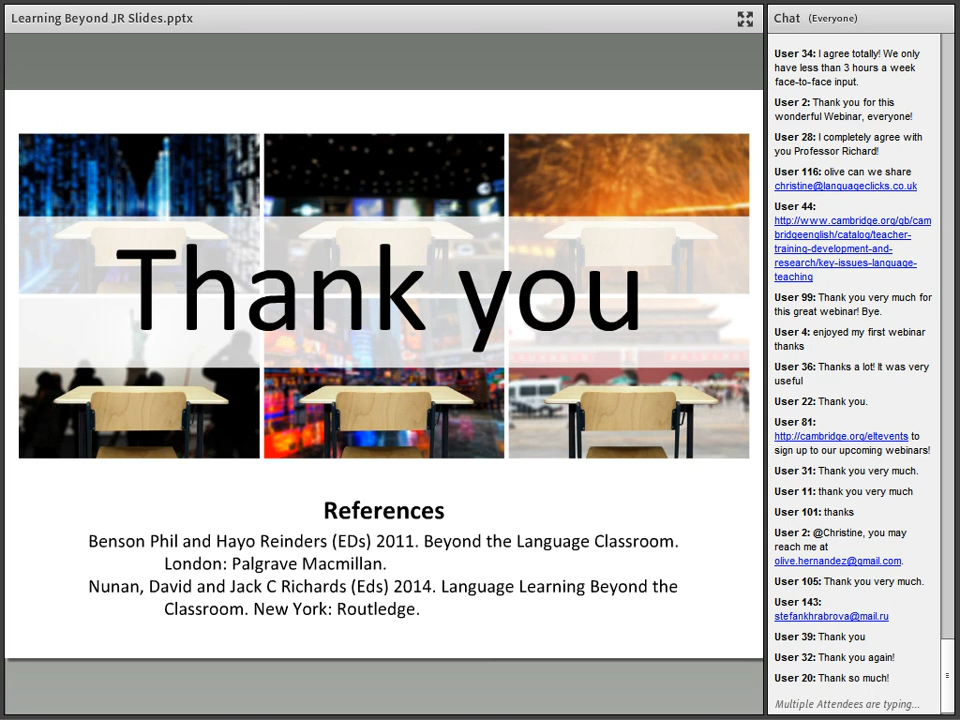 Learning Beyond JR Slides.pptx
Thank you
References
Benson Phil and Hayo Reinders (EDs) 2011. Beyond the Language Classroom.
London: Palgrave Macmillan.
Nunan, David and Jack C Richards (Eds) 2014. Language Learning Beyond the
Classroom. New York: Routledge.
Chat (Everyone)
User 34: I agree totally! We only
have less than 3 hours a week
face-to-face input.
User 2: Thank you for this
wonderful Webinar, everyone!
User 28: I completely agree with
you Professor Richard!
User 116: olive can we share
christine@languageclicks.co.uk
User 44:
http://www.cambridge.org/gb/cam
bridgeenglish/catalog/teacher-
training-development-and-
research/key-issues-language-
teaching
User 99: Thank you very much for
this great webinar! Bye.
User 4: enjoyed my first webinar
thanks
User 36: Thanks a lot! It was very
useful
User 22: Thank you.
User 81:
http://cambridge.org/eltevents to
sign up to our upcoming webinars!
User 31: Thank you very much.
User 11: thank you very much
User 101: thanks
User 2: @Christine, you may
reach me at
olive.hernandez@gmail.com.
User 105: Thank you very much.
User 143:
stefankhrabrova@mail.ru
User 39: Thank you
User 32: Thank you again!
User 20: Thank so much!
Multiple Attendees are typing...